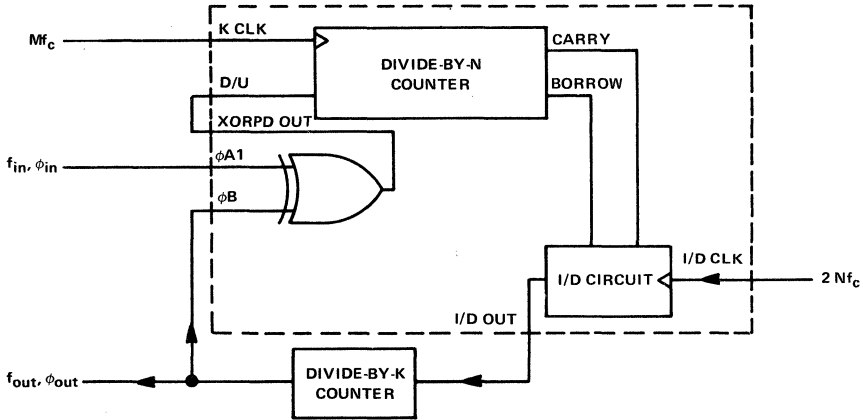 K CLK
Mfc
DIVIDE-BY-N
COUNTER
CARRY
BORROW
D/U
XORPD OUT
fin, ϕin
ϕA1
ϕB
I/D CIRCUIT
I/D CLK
2 Nfc
I/D OUT
fout, ϕout
DIVIDE-BY-K
COUNTER